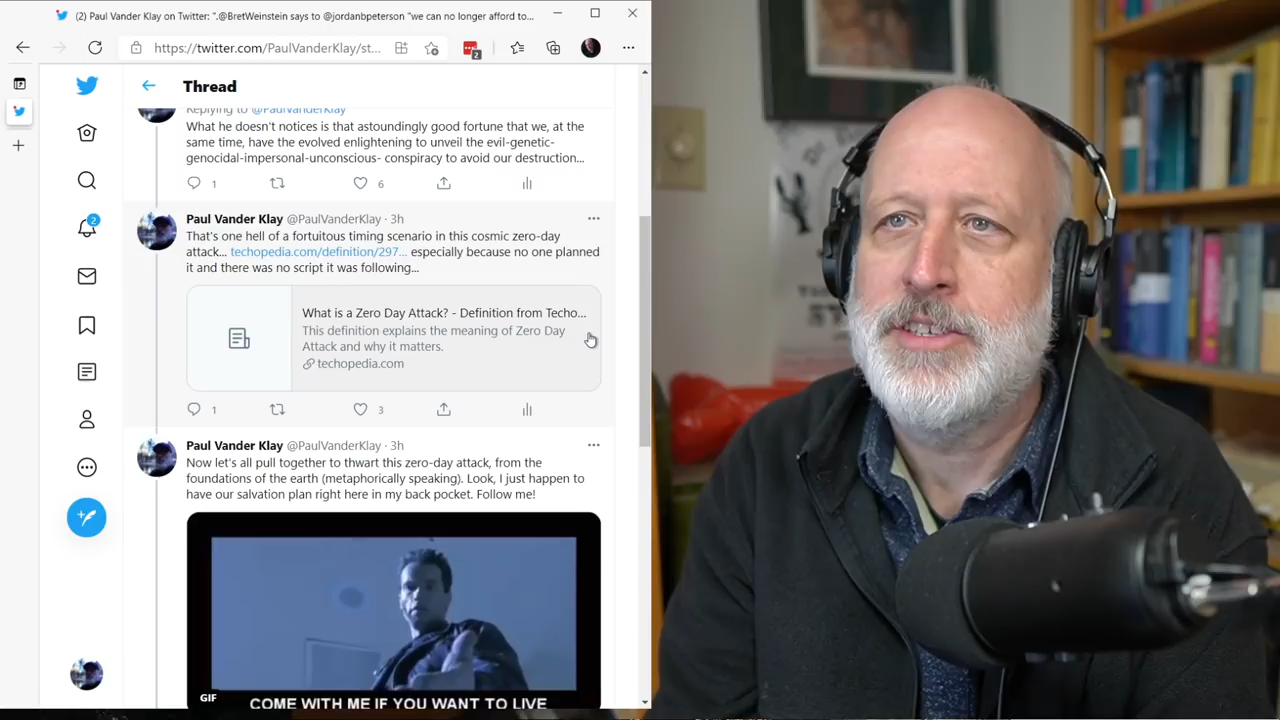 (2) Paul Vander Klay on Twitter: ".@BretWeinstein says to @jordanbpeterson "we can no longer afford to...
https://twitter.com/PaulVanderKlay/st...
2
Thread
Replying to @PaulVanderKlay
What he doesn't notices is that astoundingly good fortune that we, at the
same time, have the evolved enlightening to unveil the evil-genetic-
genocidal-impersonal-unconscious- conspiracy to avoid our destruction...
1
6
2
Paul Vander Klay @PaulVanderKlay · 3h
That's one hell of a fortuitous timing scenario in this cosmic zero-day
attack... techopedia.com/definition/297... especially because no one planned
it and there was no script it was following...
What is a Zero Day Attack? - Definition from Techo...
This definition explains the meaning of Zero Day
Attack and why it matters.
techopedia.com
1
3
Paul Vander Klay @PaulVanderKlay · 3h
Now let's all pull together to thwart this zero-day attack, from the
foundations of the earth (metaphorically speaking). Look, I just happen to
have our salvation plan right here in my back pocket. Follow me!
GIF
COME WITH ME IF YOU WANT TO LIVE